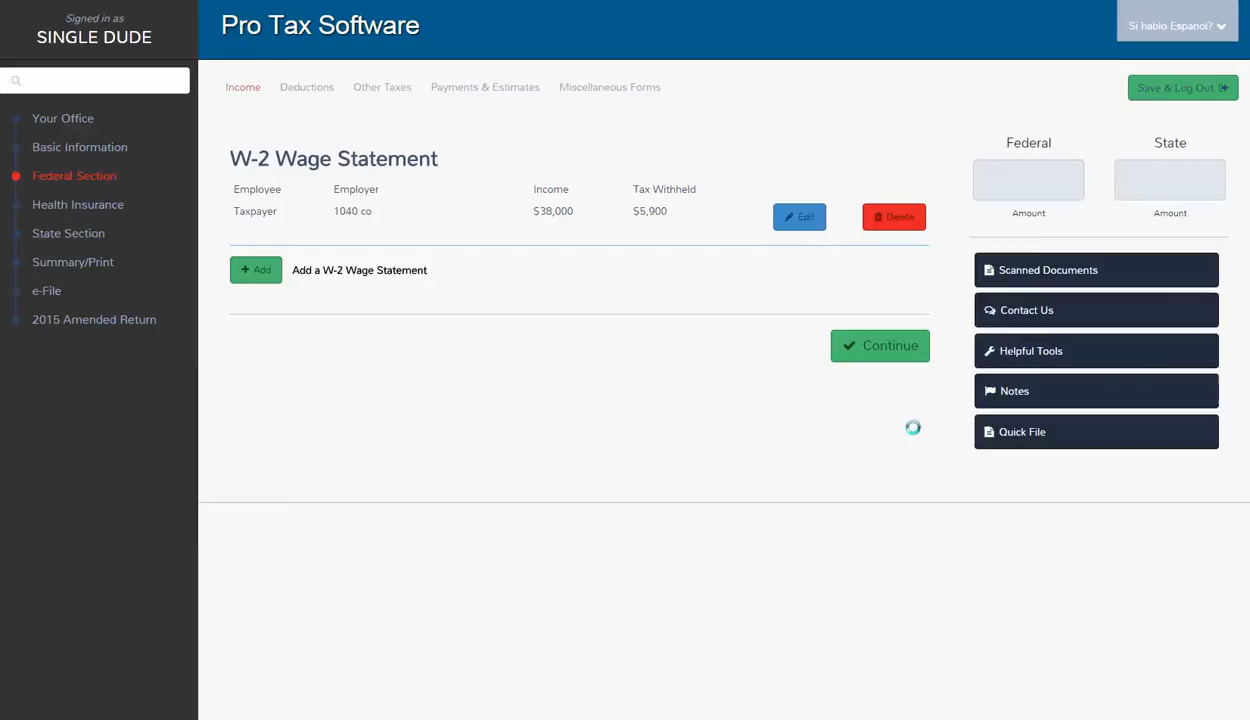 Signed in as
SINGLE DUDE
Pro Tax Software
Si hablo Espanol?
Income
Deductions
Other Taxes
Payments & Estimates
Miscellaneous Forms
Save & Log Out
Your Office
Basic Information
Federal Section
Health Insurance
State Section
Summary/Print
e-File
2015 Amended Return
W-2 Wage Statement
Employee Employer Income Tax Withheld
Taxpayer 1040 co $38,000 $5,900 Edit Delete
Add Add a W-2 Wage Statement
Continue
Federal State
Amount Amount
Scanned Documents
Contact Us
Helpful Tools
Notes
Quick File